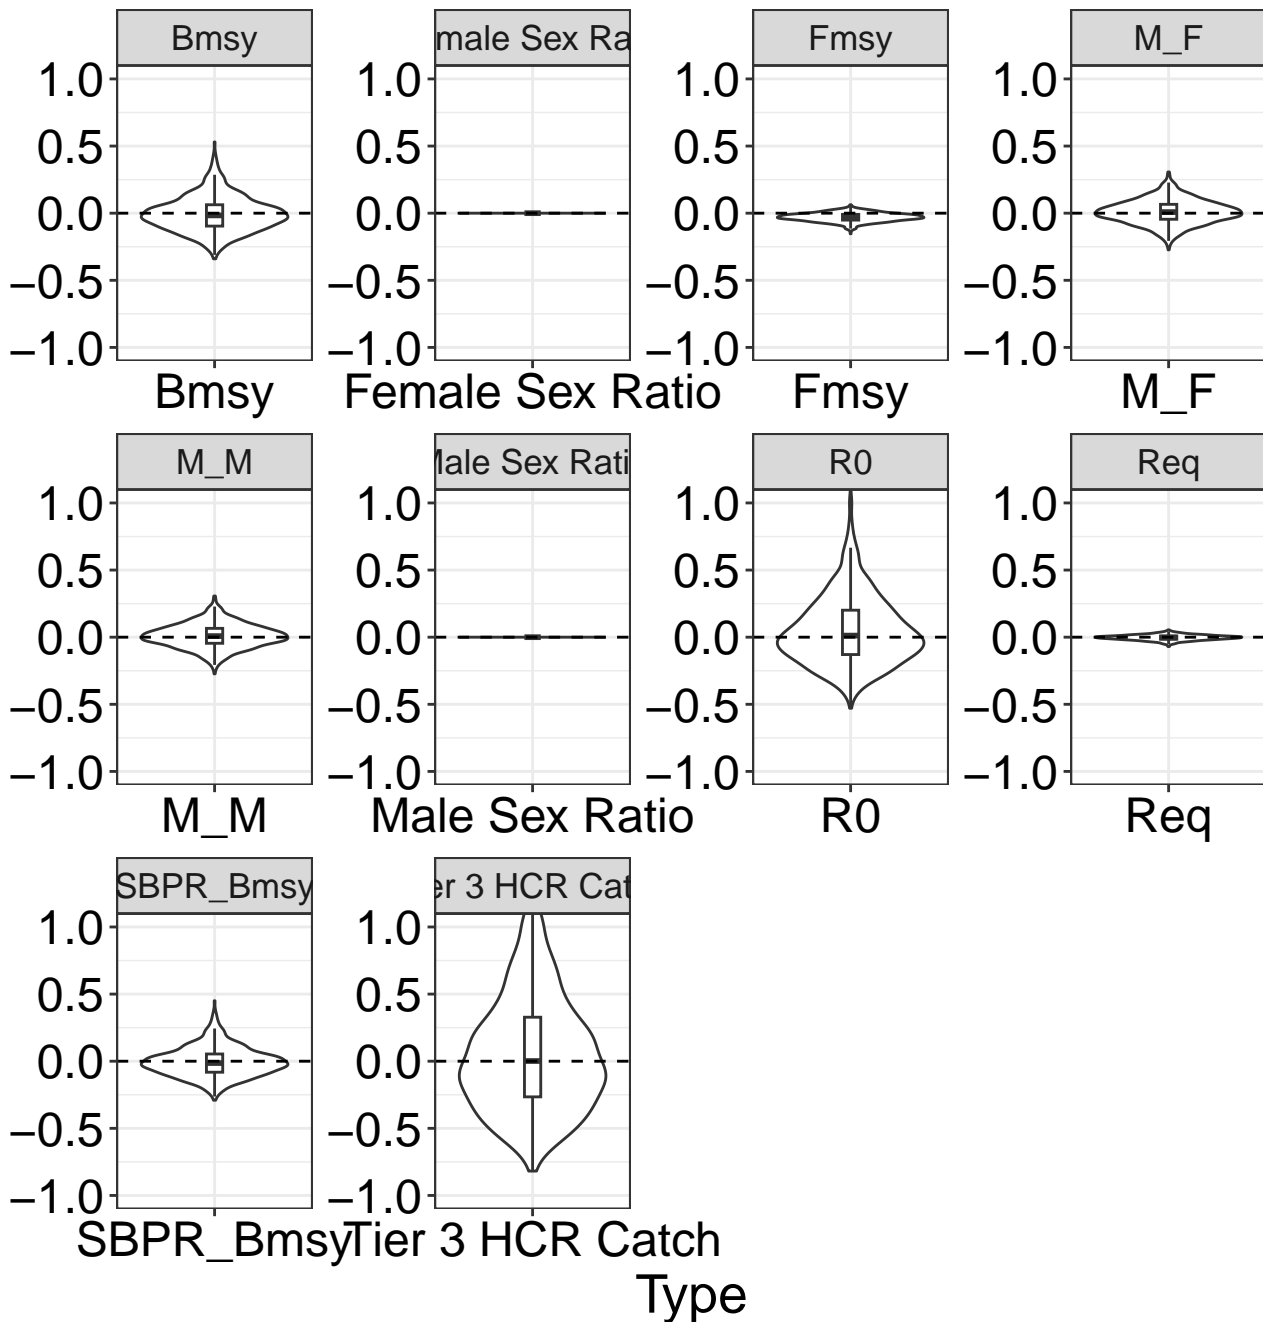 Bmsy male Sex Ra Fmsy M_F
1.0 1.0 1.0 1.0
0.5 0.5 0.5 0.5
0.0 0.0 0.0 0.0
−0.5 −0.5 −0.5 −0.5
−1.0 −1.0 −1.0 −1.0
Bmsy Female Sex Ratio Fmsy M_F
M_M Male Sex Rati R0 Req
1.0 1.0 1.0 1.0
0.5 0.5 0.5 0.5
0.0 0.0 0.0 0.0
−0.5 −0.5 −0.5 −0.5
−1.0 −1.0 −1.0 −1.0
M_M Male Sex Ratio R0 Req
SBPR_Bmsy er 3 HCR Cat
1.0 1.0
0.5 0.5
0.0 0.0
−0.5 −0.5
−1.0 −1.0
SBPR_Bmsy Tier 3 HCR Catch
Type